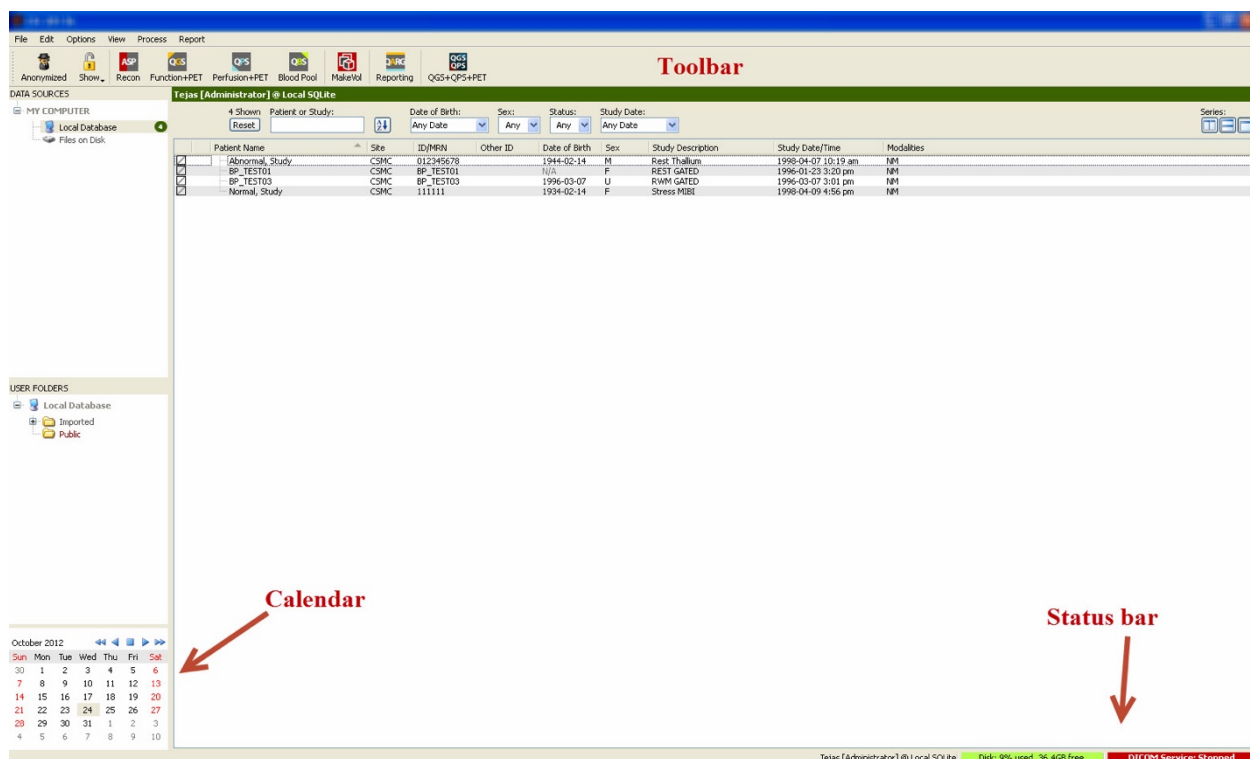 File Edit Options View Process Report
ASP QGS QPS QBS QARG QGS QPS
Anonymized Show Recon Function+PET Perfusion+PET Blood Pool MakeVol Reporting QGS+QPS+PET
Toolbar
DATA SOURCES
MY COMPUTER
Local Database 4
Files on Disk
Tejas [Administrator] @ Local SQLite
4 Shown Patient or Study: Date of Birth: Sex: Status: Study Date: Series:
Reset Any Date Any Any Any Date
Patient Name Site ID/MRN Other ID Date of Birth Sex Study Description Study Date/Time Modalities
Abnormal, Study CSMC 012345678 1944-02-14 M Rest Thallium 1998-04-07 10:19 am NM
BP_TEST01 CSMC BP_TEST01 N/A F REST GATED 1996-01-23 3:20 pm NM
BP_TEST03 CSMC BP_TEST03 1996-03-07 U RWM GATED 1996-03-07 3:01 pm NM
Normal, Study CSMC 111111 1934-02-14 F Stress MIBI 1998-04-09 4:56 pm NM
USER FOLDERS
Local Database
Imported
Public
Calendar
Status bar
October 2012
Sun Mon Tue Wed Thu Fri Sat
30 1 2 3 4 5 6
7 8 9 10 11 12 13
14 15 16 17 18 19 20
21 22 23 24 25 26 27
28 29 30 31 1 2 3
4 5 6 7 8 9 10
Tejas [Administrator] @ Local SQLite Disk: 9% used, 36.4GB free DICOM Service: Stopped